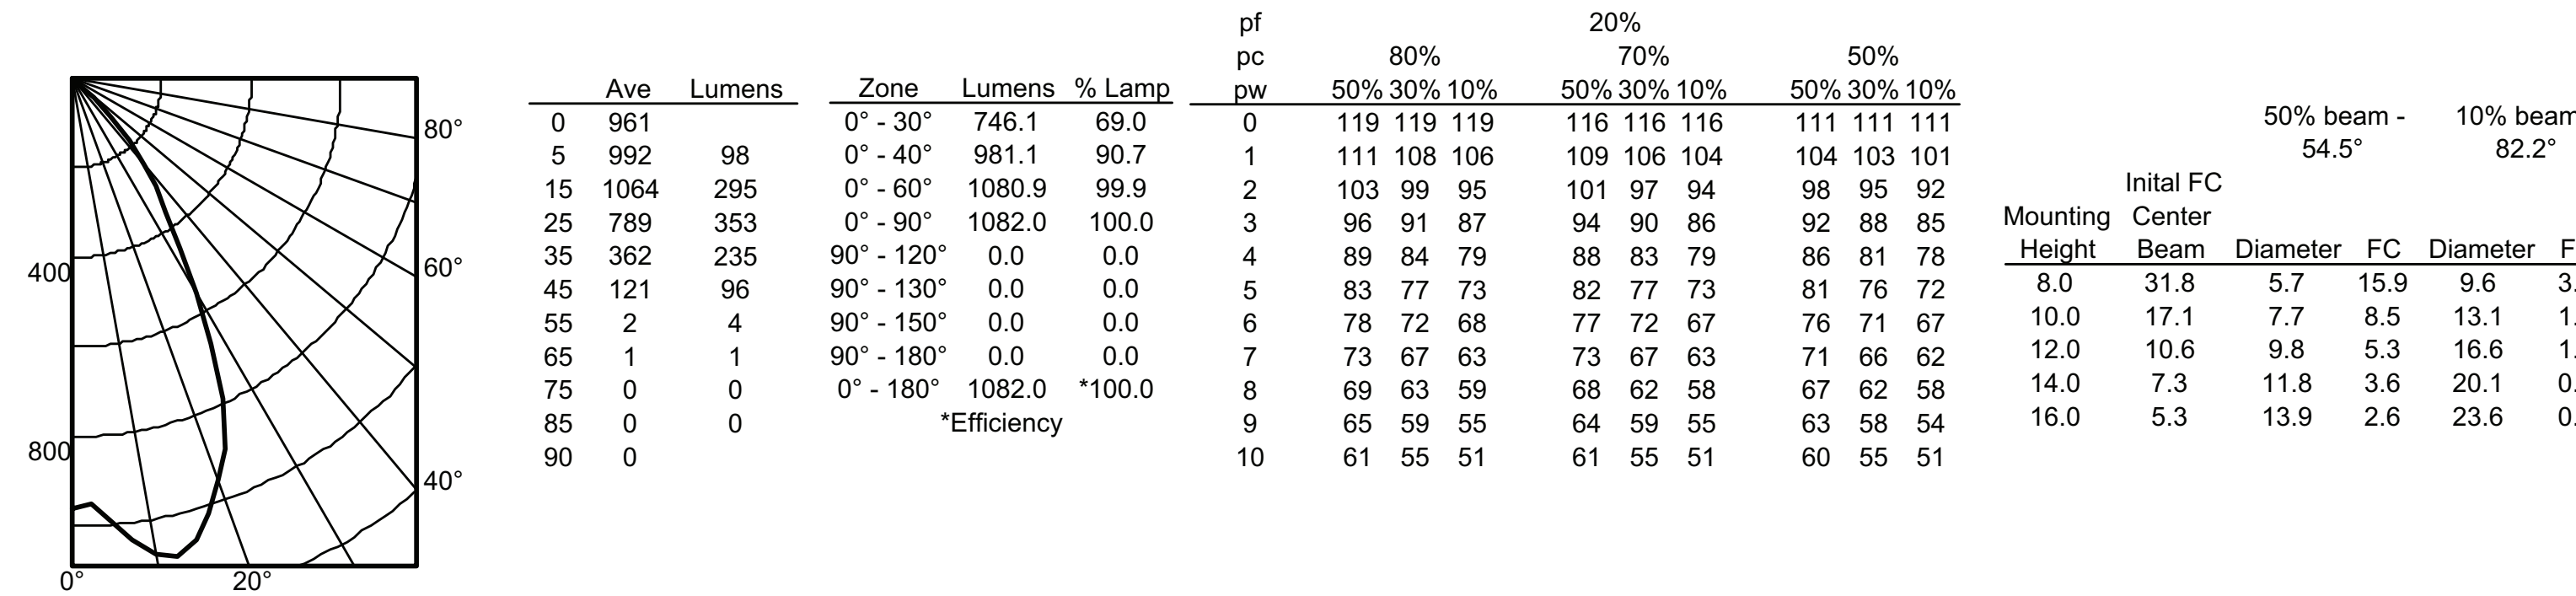 400
800
0° 20°
80°
60°
40°
Ave Lumens
0 961
5 992 98
15 1064 295
25 789 353
35 362 235
45 121 96
55 2 4
65 1 1
75 0 0
85 0 0
90 0
Zone Lumens % Lamp
0° - 30° 746.1 69.0
0° - 40° 981.1 90.7
0° - 60° 1080.9 99.9
0° - 90° 1082.0 100.0
90° - 120° 0.0 0.0
90° - 130° 0.0 0.0
90° - 150° 0.0 0.0
90° - 180° 0.0 0.0
0° - 180° 1082.0 *100.0
*Efficiency
pf 20%
pc 80% 70% 50%
pw 50% 30% 10% 50% 30% 10% 50% 30% 10%
0 119 119 119 116 116 116 111 111 111
1 111 108 106 109 106 104 104 103 101
2 103 99 95 101 97 94 98 95 92
3 96 91 87 94 90 86 92 88 85
4 89 84 79 88 83 79 86 81 78
5 83 77 73 82 77 73 81 76 72
6 78 72 68 77 72 67 76 71 67
7 73 67 63 73 67 63 71 66 62
8 69 63 59 68 62 58 67 62 58
9 65 59 55 64 59 55 63 58 54
10 61 55 51 61 55 51 60 55 51
50% beam - 10% beam
54.5° 82.2°
Inital FC
Mounting Center
Height Beam Diameter FC Diameter F
8.0 31.8 5.7 15.9 9.6 3.
10.0 17.1 7.7 8.5 13.1 1.
12.0 10.6 9.8 5.3 16.6 1.
14.0 7.3 11.8 3.6 20.1 0.
16.0 5.3 13.9 2.6 23.6 0.